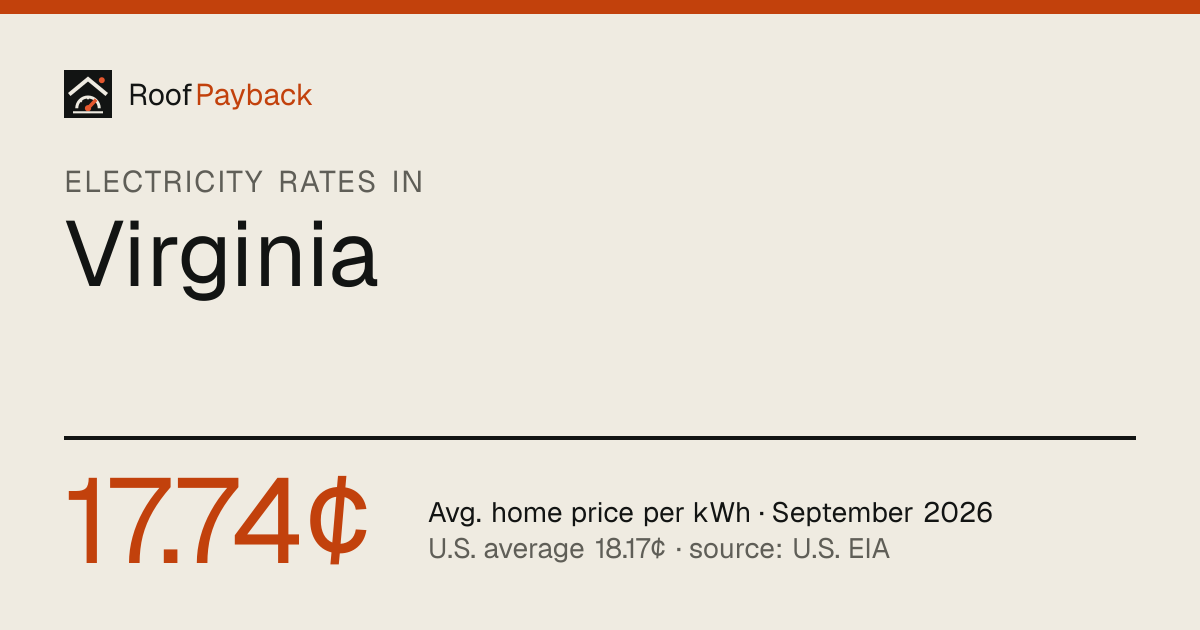 RoofPayback
ELECTRICITY RATES IN
Virginia
17.74¢
Avg. home price per kWh · September 2026
U.S. average 18.17¢ · source: U.S. EIA